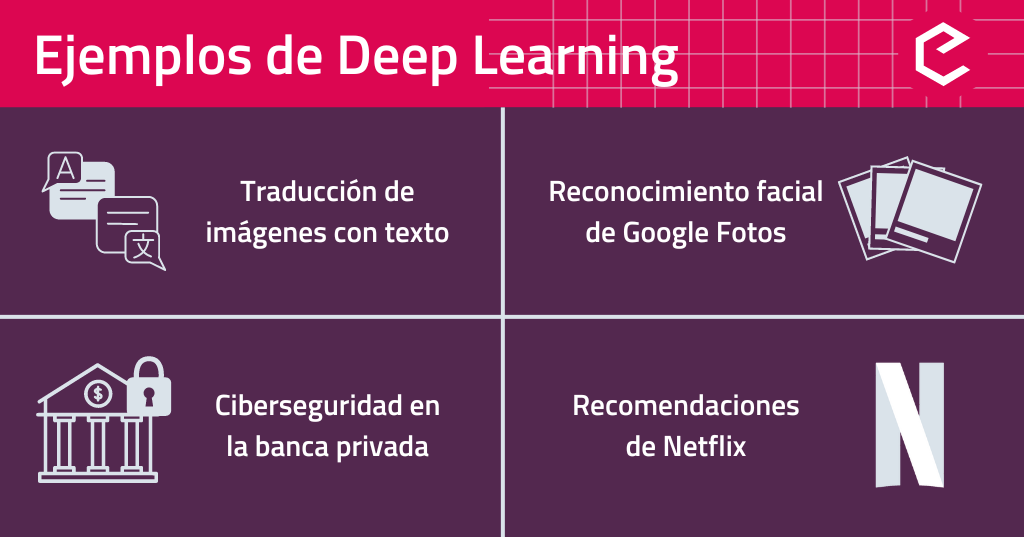 Ejemplos de Deep Learning
A
文
Traducción de
imágenes con texto
Reconocimiento facial
de Google Fotos
$
Ciberseguridad en
la banca privada
Recomendaciones
de Netflix
N